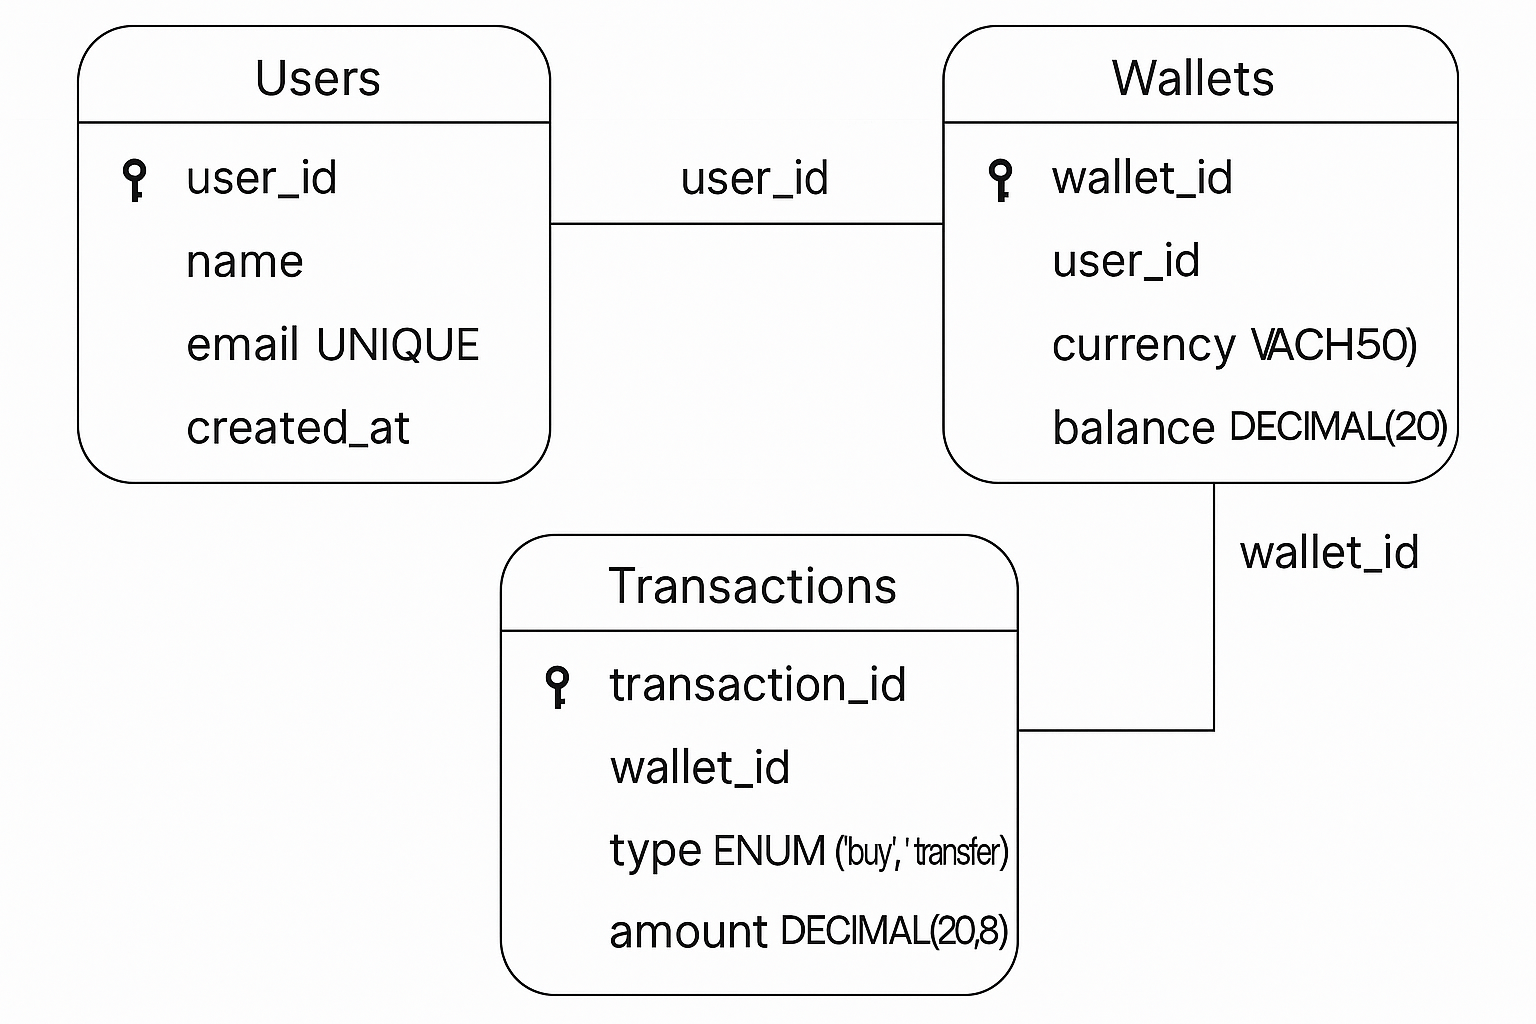 Users
user_id
name
email UNIQUE
created_at
user_id
Wallets
wallet_id
user_id
currency VACH50)
balance DECIMAL(20)
wallet_id
Transactions
transaction_id
wallet_id
type ENUM ('buy', ' transfer)
amount DECIMAL(20,8)